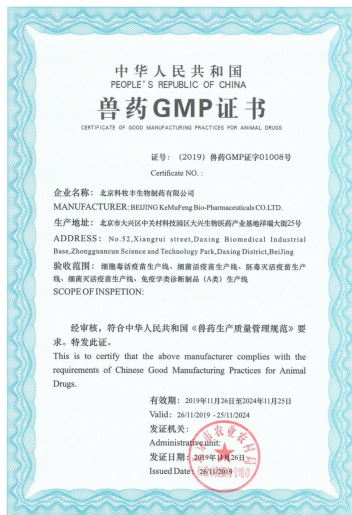 中华人民共和国
PEOPLE'S REPUBLIC OF CHINA
兽药GMP证书
CERTIFICATE OF GOOD MANUFACTURING PRACTICES FOR ANIMAL DRUGS
证号：（2019）兽药GMP证字01008号
Certificate NO. :
企业名称：北京科牧丰生物制药有限公司
MANUFACTURER: BEIJING KeMuFeng Bio-Pharmaceuticals CO.LTD.
生产地址：北京市大兴区中关村科技园区大兴生物医药产业基地祥瑞大街25号
ADDRESS: No.52,Xiangrui street,Daxing Biomedical Industrial
Base,Zhongguancun Science and Technology Park,Daxing District,BeiJing
验收范围：细胞毒活疫苗生产线、细菌活疫苗生产线、胚毒灭活疫苗生产
线、细菌灭活疫苗生产线、免疫学类诊断制品（A类）生产线
SCOPE OF INSPETION:
经审核，符合中华人民共和国《兽药生产质量管理规范》要
求。特发此证。
This is to certify that the above manufacturer complies with the
requirements of Chinese Good Manufacturing Practices for Animal
Drugs.
有效期：2019年11月26日至2024年11月25日
Valid: 26/11/2019 -25/11/2024
发证机关：
Administrative unit:
发证日期：2019年11月26日
Issued Date: 26/11/2019